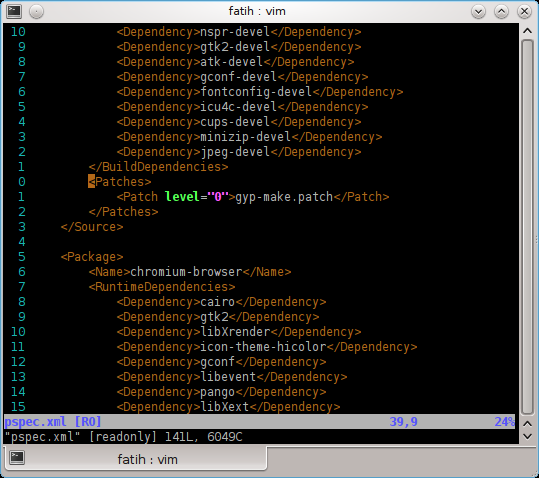 fatih : vim
10 <Dependency>nspr-devel</Dependency>
9 <Dependency>gtk2-devel</Dependency>
8 <Dependency>atk-devel</Dependency>
7 <Dependency>gconf-devel</Dependency>
6 <Dependency>fontconfig-devel</Dependency>
5 <Dependency>icu4c-devel</Dependency>
4 <Dependency>cups-devel</Dependency>
3 <Dependency>minizip-devel</Dependency>
2 <Dependency>jpeg-devel</Dependency>
1 </BuildDependencies>
0 <Patches>
1 <Patch level="0">gyp-make.patch</Patch>
2 </Patches>
3 </Source>
4
5 <Package>
6 <Name>chromium-browser</Name>
7 <RuntimeDependencies>
8 <Dependency>cairo</Dependency>
9 <Dependency>gtk2</Dependency>
10 <Dependency>libXrender</Dependency>
11 <Dependency>icon-theme-hicolor</Dependency>
12 <Dependency>gconf</Dependency>
13 <Dependency>libevent</Dependency>
14 <Dependency>pango</Dependency>
15 <Dependency>libXext</Dependency>
pspec.xml [RO] 39,9 24%
"pspec.xml" [readonly] 141L, 6049C
fatih : vim